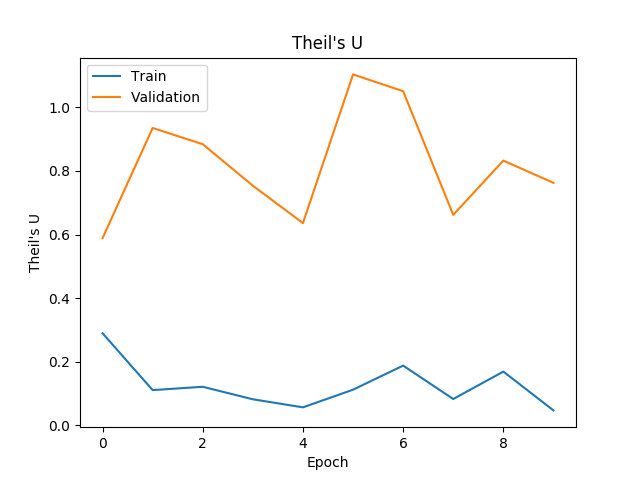 Theil's U
Train
Validation
Theil's U
1.0
0.8
0.6
0.4
0.2
0.0
0 2 4 6 8
Epoch